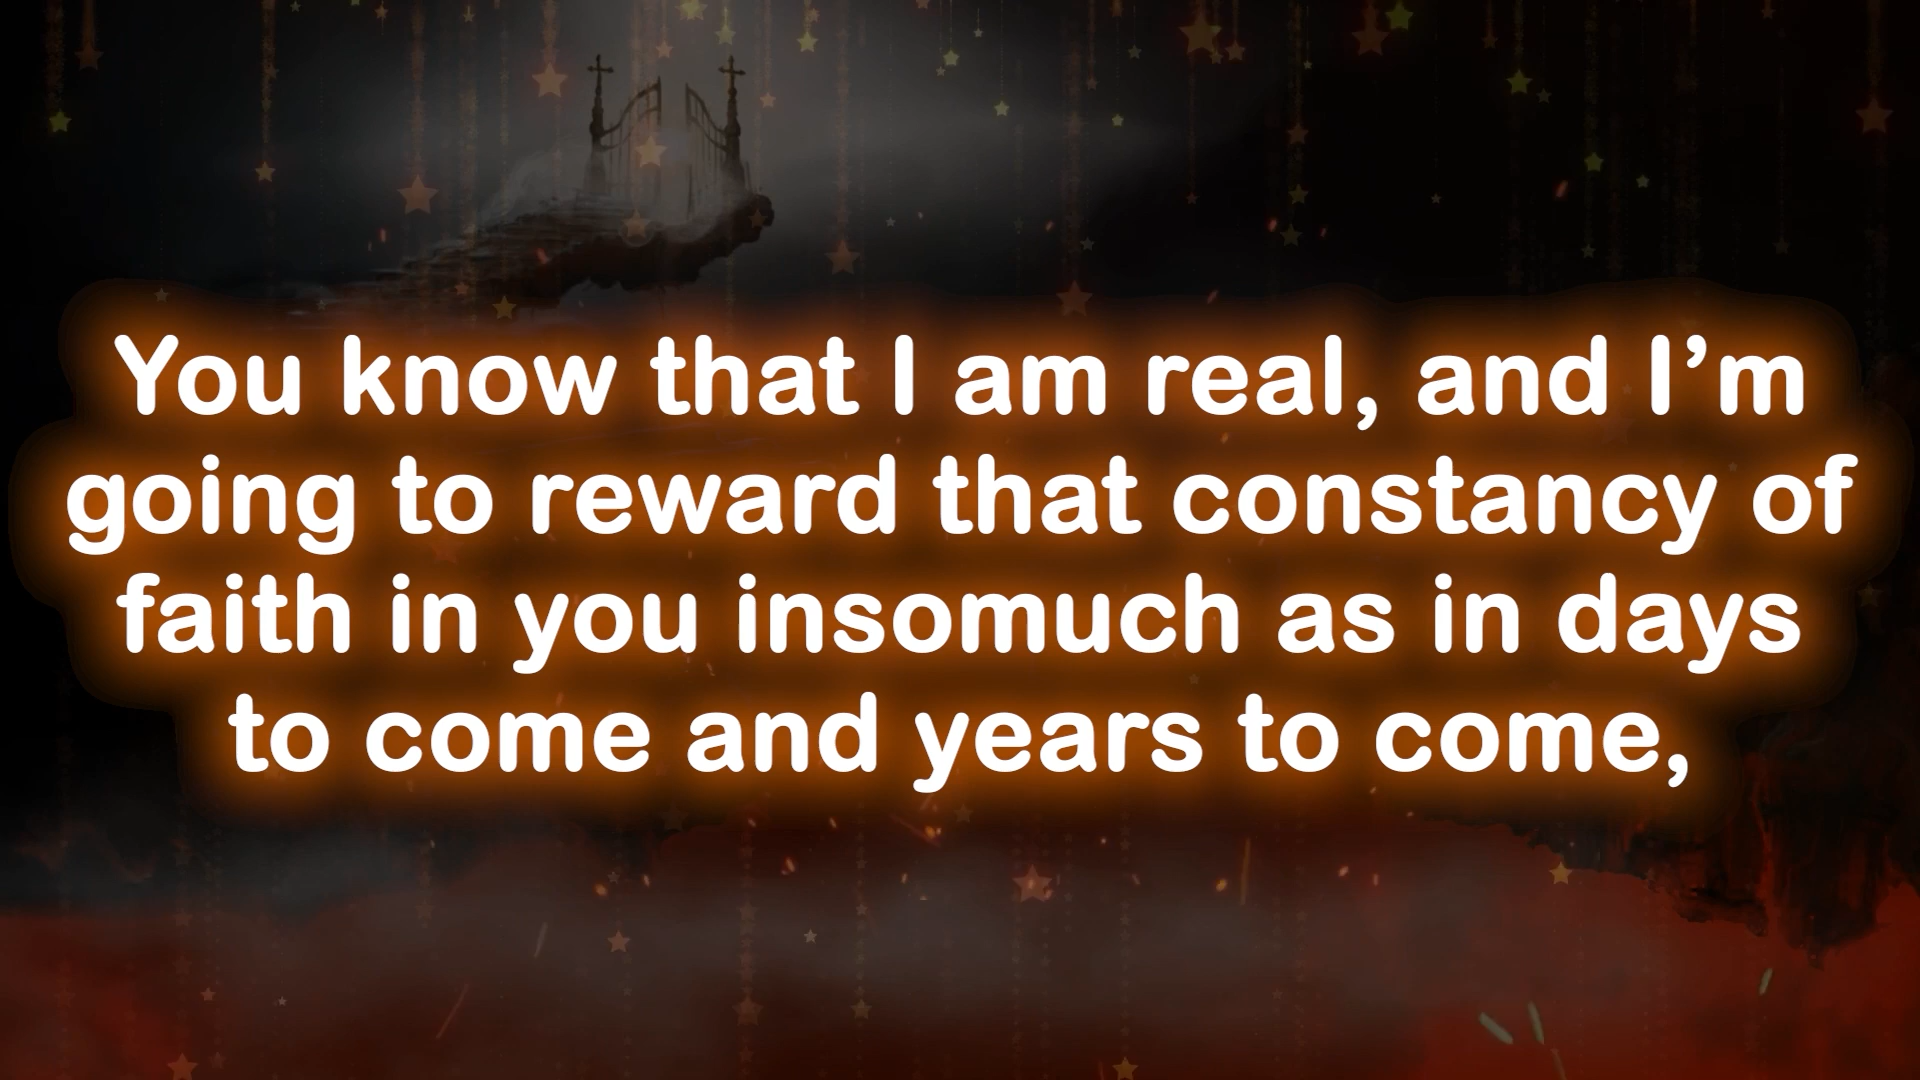 You know that I am real, and I’m
going to reward that constancy of
faith in you insomuch as in days
to come and years to come,